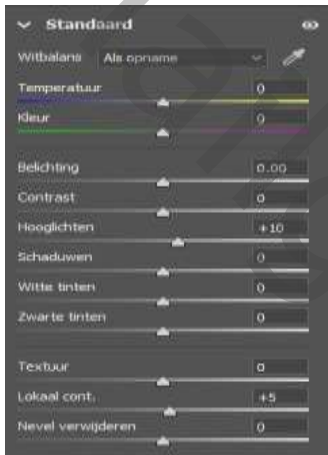 Standaard
Witbalans Als opname
Temperatuur 0
Kleur 0
Belichting 0.00
Contrast 0
Hooglichten +10
Schaduwen 0
Witte tinten 0
Zwarte tinten 0
Textuur 0
Lokaal cont. +5
Nevel verwijderen 0